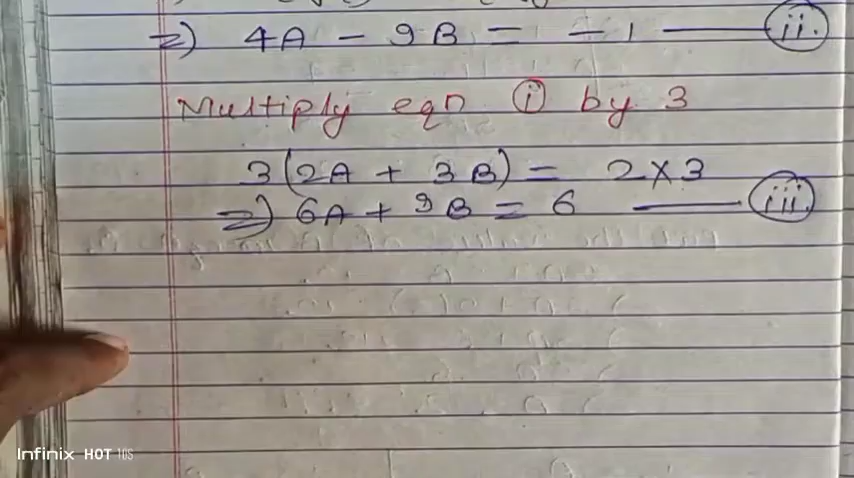 ⇒) 4A - 9B = -1 ——— (ii.)
Multiply eqn (i) by 3
3(2A + 3B) = 2×3
⇒) 6A + 9B = 6 ——— (iii)
Infinix HOT 10S